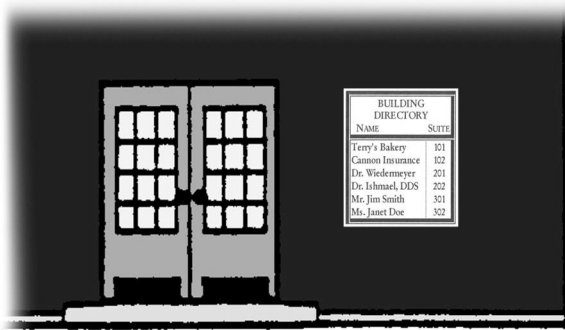 BUILDING
DIRECTORY
NAME SUITE
Terry's Bakery 101
Cannon Insurance 102
Dr. Wiedermeyer 201
Dr. Ishmael, DDS 202
Mr. Jim Smith 301
Ms. Janet Doe 302